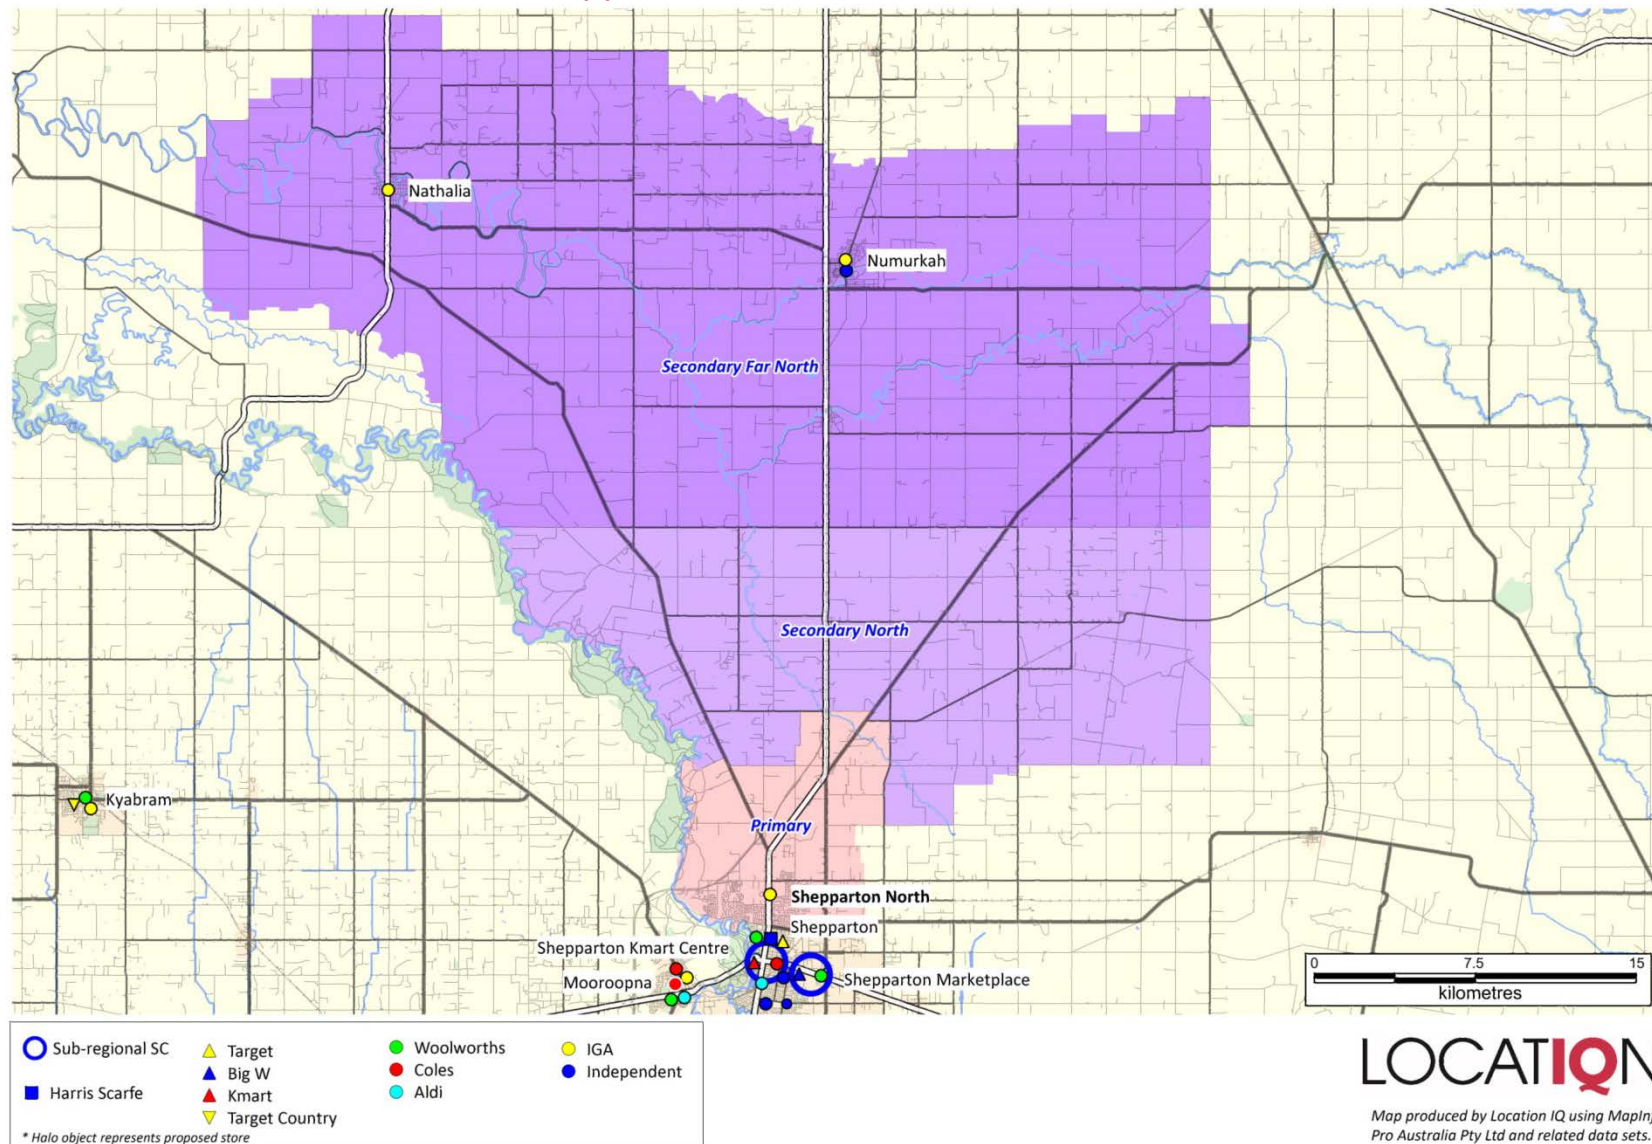 Nathalia
Numurkah
Secondary Far North
Secondary North
Kyabram
Primary
Shepparton North
Shepparton
Shepparton Kmart Centre
Mooroopna
Shepparton Marketplace
0 7.5 15
kilometres
Sub-regional SC
Harris Scarfe
Target
Big W
Kmart
Target Country
Woolworths
Coles
Aldi
IGA
Independent
* Halo object represents proposed store
LOCATIQN
Map produced by Location IQ using MapIn
Pro Australia Pty Ltd and related data sets.